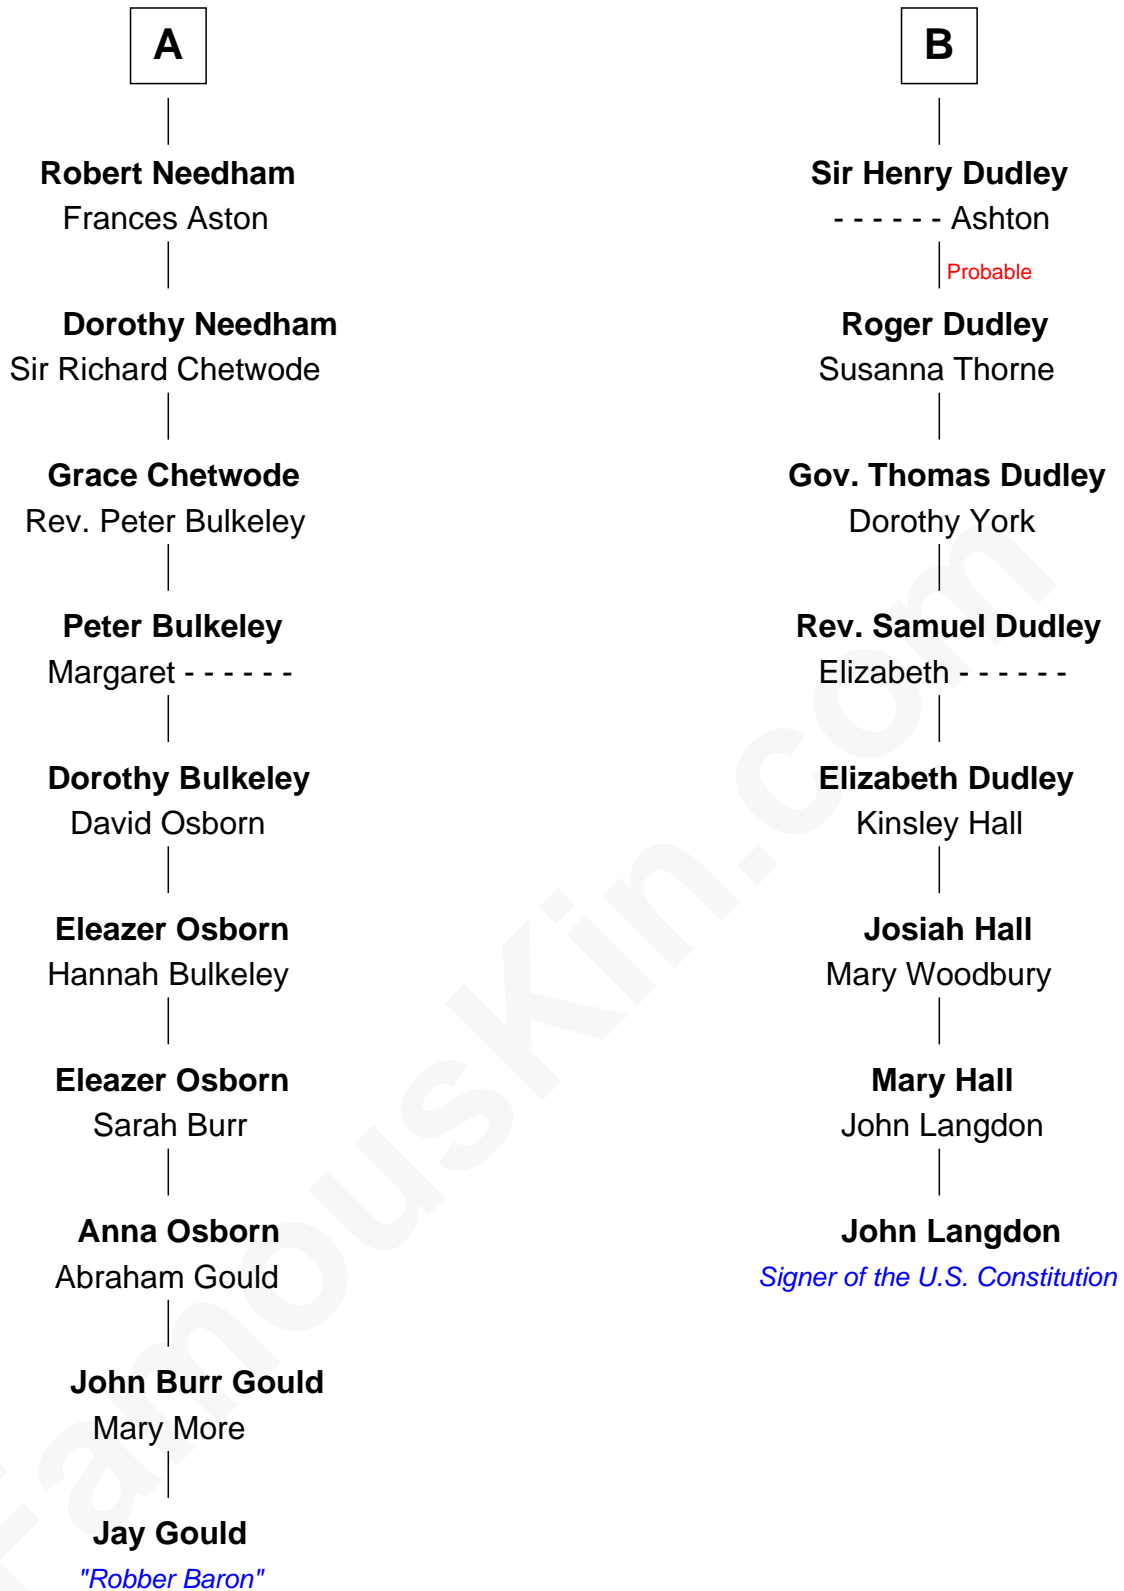 A
Robert Needham
Frances Aston
Dorothy Needham
Sir Richard Chetwode
Grace Chetwode
Rev. Peter Bulkeley
Peter Bulkeley
Margaret - - - - - -
Dorothy Bulkeley
David Osborn
Eleazer Osborn
Hannah Bulkeley
Eleazer Osborn
Sarah Burr
Anna Osborn
Abraham Gould
John Burr Gould
Mary More
Jay Gould
"Robber Baron"
B
Sir Henry Dudley
- - - - - - Ashton
Probable
Roger Dudley
Susanna Thorne
Gov. Thomas Dudley
Dorothy York
Rev. Samuel Dudley
Elizabeth - - - - - -
Elizabeth Dudley
Kinsley Hall
Josiah Hall
Mary Woodbury
Mary Hall
John Langdon
John Langdon
Signer of the U.S. Constitution
FamousKin.com